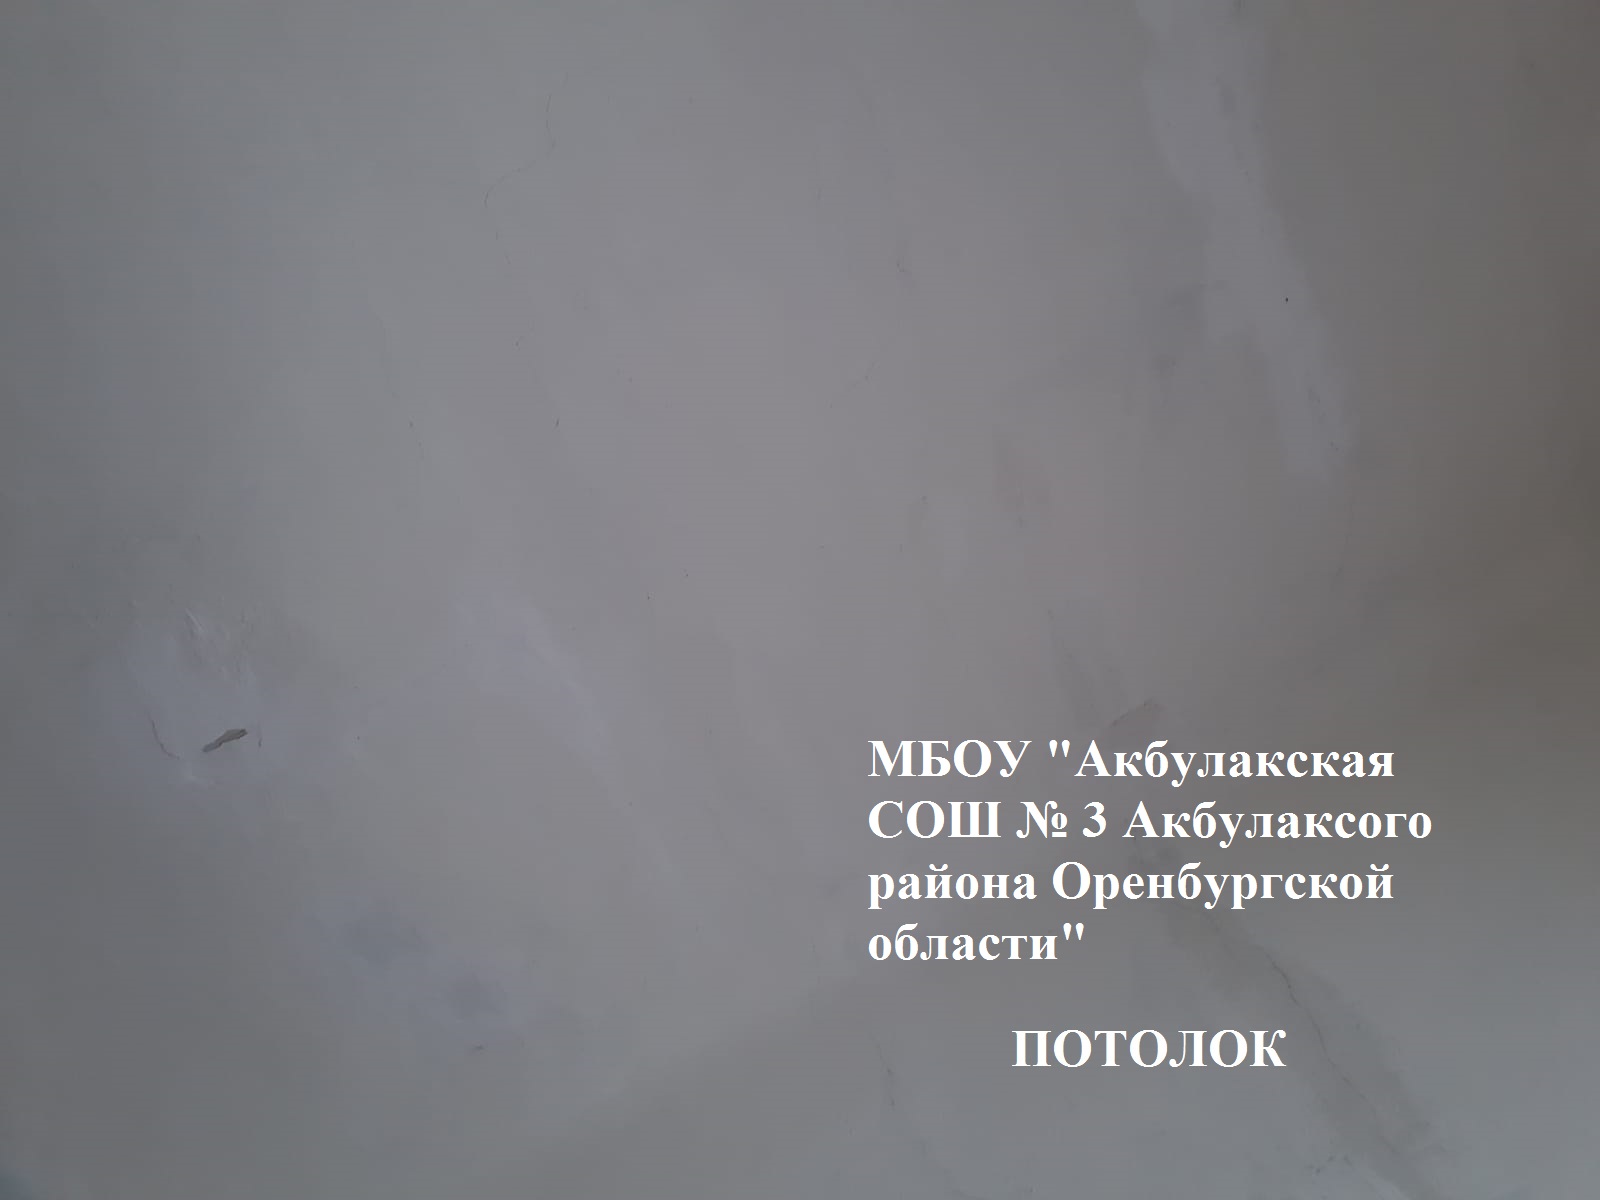 МБОУ "Акбулакская
СОШ № 3 Акбулаксого
района Оренбургской
области"
ПОТОЛОК